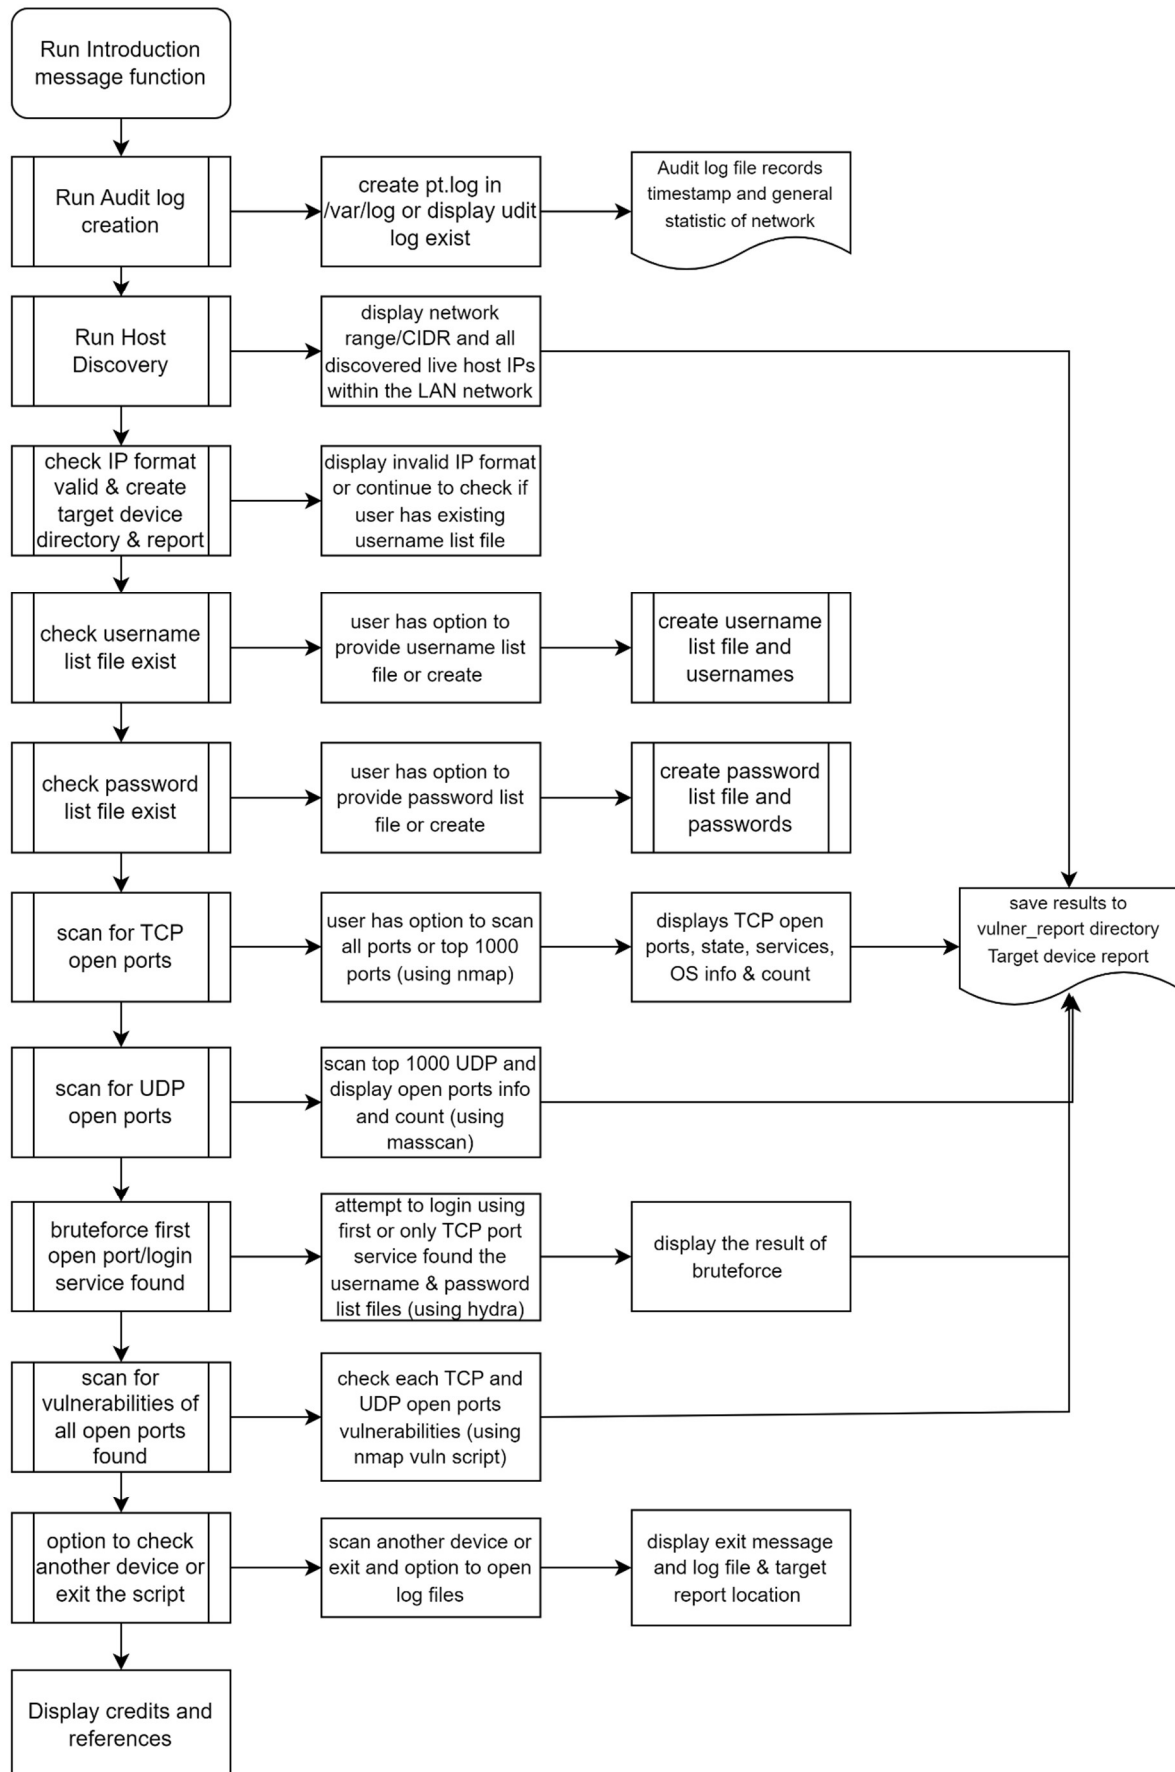 Run Introduction
message function
Run Audit log
creation
create pt.log in
/var/log or display udit
log exist
Audit log file records
timestamp and general
statistic of network
Run Host
Discovery
display network
range/CIDR and all
discovered live host IPs
within the LAN network
check IP format
valid & create
target device
directory & report
display invalid IP format
or continue to check if
user has existing
username list file
check username
list file exist
user has option to
provide username list
file or create
create username
list file and
usernames
check password
list file exist
user has option to
provide password list
file or create
create password
list file and
passwords
scan for TCP
open ports
user has option to scan
all ports or top 1000
ports (using nmap)
displays TCP open
ports, state, services,
OS info & count
save results to
vulner_report directory
Target device report
scan for UDP
open ports
scan top 1000 UDP and
display open ports info
and count (using
masscan)
bruteforce first
open port/login
service found
attempt to login using
first or only TCP port
service found the
username & password
list files (using hydra)
display the result of
bruteforce
scan for
vulnerabilities of
all open ports
found
check each TCP and
UDP open ports
vulnerabilities (using
nmap vuln script)
option to check
another device or
exit the script
scan another device or
exit and option to open
log files
display exit message
and log file & target
report location
Display credits and
references